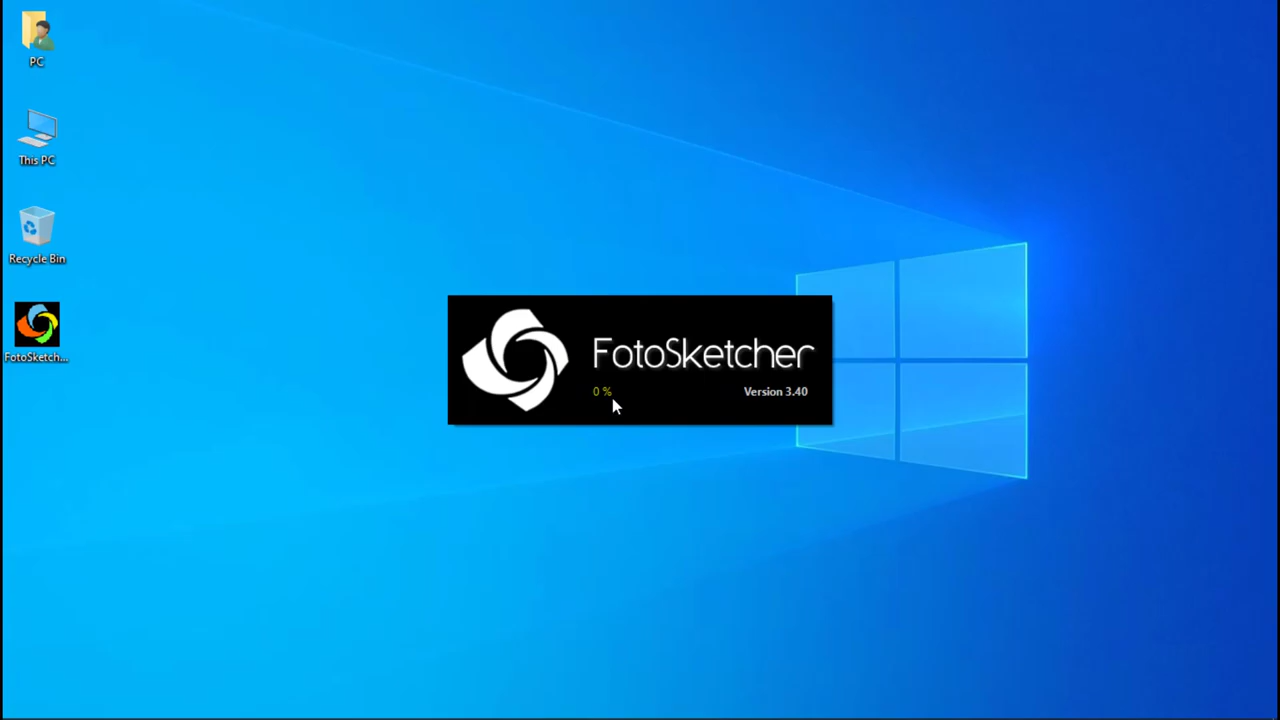 PC
This PC
Recycle Bin
FotoSketch...
FotoSketcher
0 %
Version 3.40